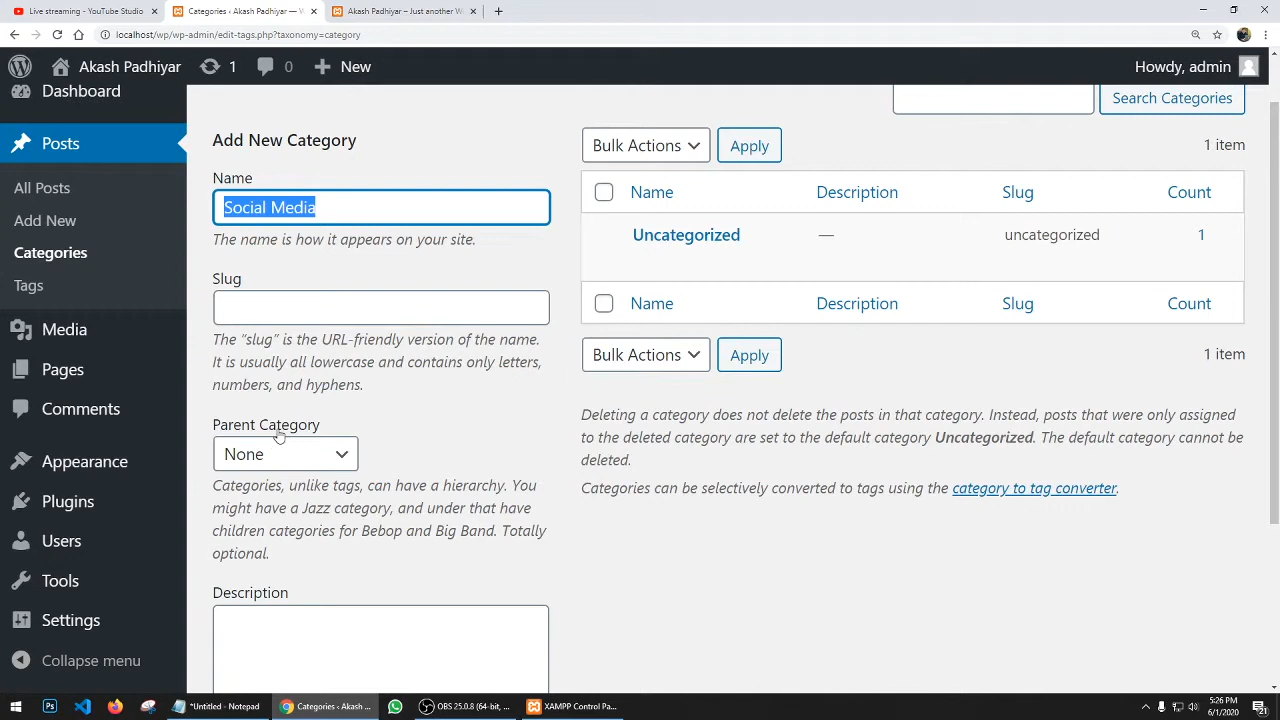 Live streaming - YouTube Studio
Categories ‹ Akash Padhiyar — W
Akash Padhiyar – Just another W
localhost/wp/wp-admin/edit-tags.php?taxonomy=category
Akash Padhiyar
1
0
New
Howdy, admin
Dashboard
Posts
All Posts
Add New
Categories
Tags
Media
Pages
Comments
Appearance
Plugins
Users
Tools
Settings
Collapse menu
Add New Category
Name
Social Media
The name is how it appears on your site.
Slug
The “slug” is the URL-friendly version of the name.
It is usually all lowercase and contains only letters,
numbers, and hyphens.
Parent Category
None
Categories, unlike tags, can have a hierarchy. You
might have a Jazz category, and under that have
children categories for Bebop and Big Band. Totally
optional.
Description
Search Categories
Bulk Actions
Apply
1 item
Name
Description
Slug
Count
Uncategorized
—
uncategorized
1
Name
Description
Slug
Count
Bulk Actions
Apply
1 item
Deleting a category does not delete the posts in that category. Instead, posts that were only assigned
to the deleted category are set to the default category Uncategorized. The default category cannot be
deleted.
Categories can be selectively converted to tags using the category to tag converter.
*Untitled - Notepad
Categories ‹ Akash ...
OBS 25.0.8 (64-bit, ...
XAMPP Control Pa...
5:26 PM
6/1/2020